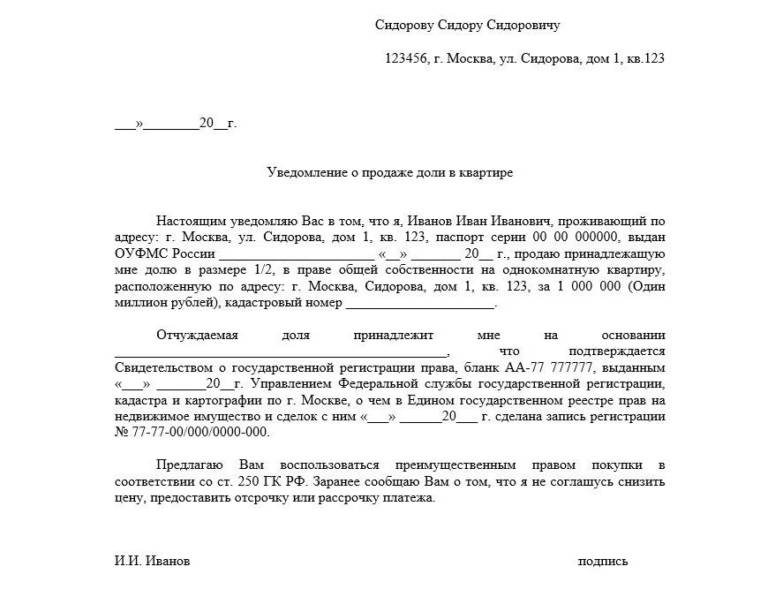 Сидорову Сидору Сидоровичу
123456, г. Москва, ул. Сидорова, дом 1, кв.123
___»________20__г.
Уведомление о продаже доли в квартире
Настоящим уведомляю Вас в том, что я, Иванов Иван Иванович, проживающий по
адресу: г. Москва, ул. Сидорова, дом 1, кв. 123, паспорт серии 00 00 000000, выдан
ОУФМС России ______________________ «__» _______ 20__ г., продаю принадлежащую
мне долю в размере 1/2, в праве общей собственности на однокомнатную квартиру,
расположенную по адресу: г. Москва, Сидорова, дом 1, кв. 123, за 1 000 000 (Один
миллион рублей), кадастровый номер _____________________.
Отчуждаемая доля принадлежит мне на основании
_______________________________________________, что подтверждается
Свидетельством о государственной регистрации права, бланк АА-77 777777, выданным
«___» _______20__г. Управлением Федеральной службы государственной регистрации,
кадастра и картографии по г. Москве, о чем в Едином государственном реестре прав на
недвижимое имущество и сделок с ним «___» ______20___ г. сделана запись регистрации
№ 77-77-00/000/0000-000.
Предлагаю Вам воспользоваться преимущественным правом покупки в
соответствии со ст. 250 ГК РФ. Заранее сообщаю Вам о том, что я не соглашусь снизить
цену, предоставить отсрочку или рассрочку платежа.
И.И. Иванов подпись